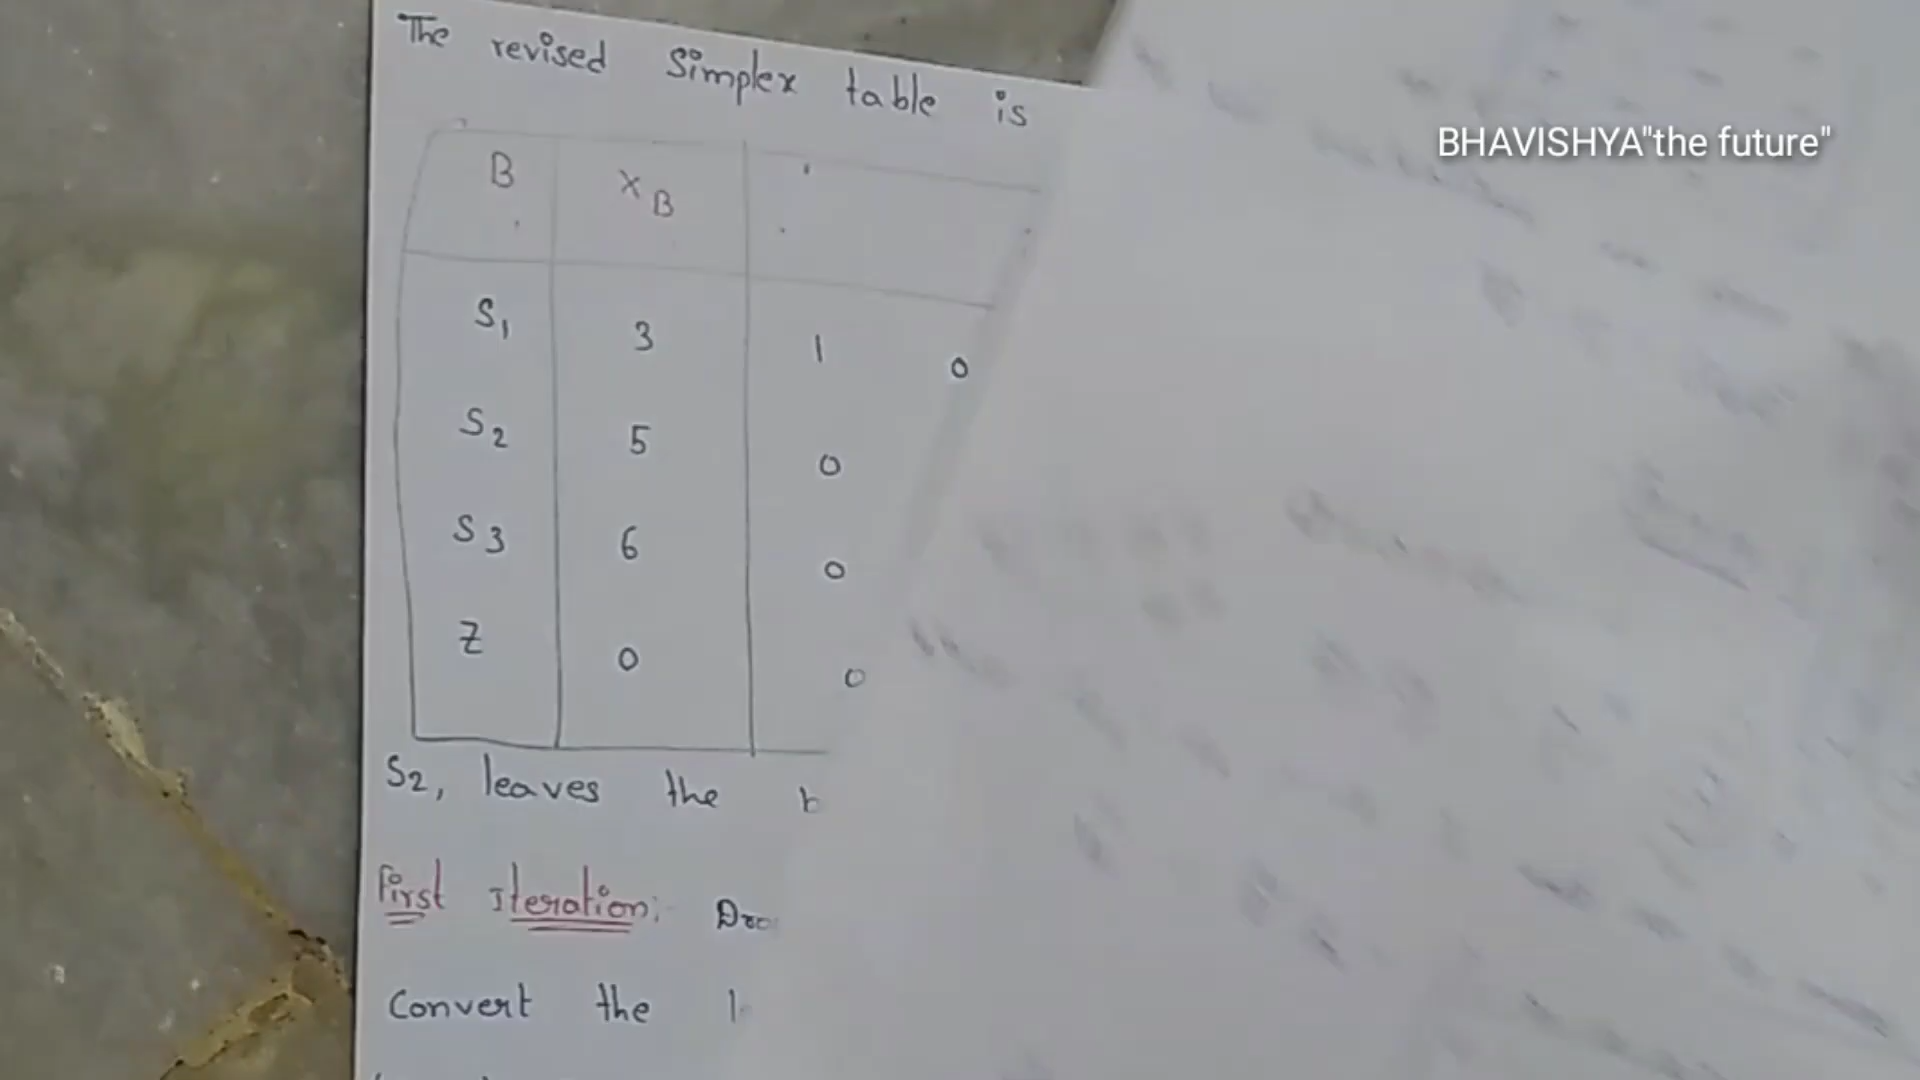 The revised Simplex table is
BHAVISHYA"the future"
B XB
S1 3 1 0
S2 5 0
S3 6 0
Z 0 0
S2, leaves the
First Iteration:
Convert the